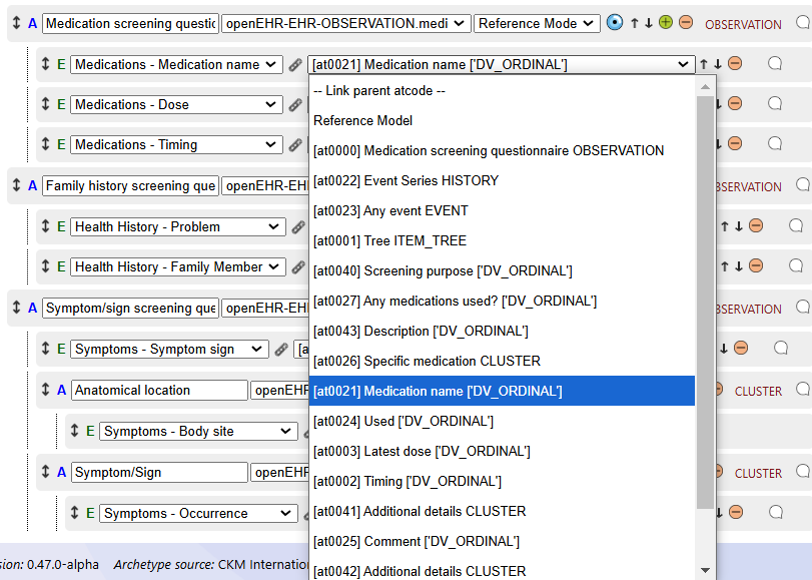 A Medication screening questic openEHR-EHR-OBSERVATION.medi Reference Mode OBSERVATION
E Medications - Medication name [at0021] Medication name ['DV_ORDINAL']
-- Link parent atcode --
E Medications - Dose
Reference Model
E Medications - Timing
[at0000] Medication screening questionnaire OBSERVATION
A Family history screening que openEHR-EH
[at0022] Event Series HISTORY
BSERVATION
[at0023] Any event EVENT
E Health History - Problem
[at0001] Tree ITEM_TREE
E Health History - Family Member
[at0040] Screening purpose ['DV_ORDINAL']
A Symptom/sign screening que openEHR-EH
[at0027] Any medications used? ['DV_ORDINAL']
BSERVATION
[at0043] Description ['DV_ORDINAL']
E Symptoms - Symptom sign [a
[at0026] Specific medication CLUSTER
A Anatomical location openEHR
[at0021] Medication name ['DV_ORDINAL']
CLUSTER
[at0024] Used ['DV_ORDINAL']
E Symptoms - Body site
[at0003] Latest dose ['DV_ORDINAL']
A Symptom/Sign openEHR
[at0002] Timing ['DV_ORDINAL']
CLUSTER
E Symptoms - Occurrence
[at0041] Additional details CLUSTER
[at0025] Comment ['DV_ORDINAL']
[at0042] Additional details CLUSTER
sion: 0.47.0-alpha Archetype source: CKM Internatio